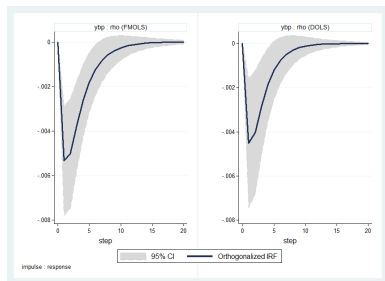 ybp : rho (FMOLS)
ybp : rho (DOLS)
0
-.002
-.004
-.006
-.008
0
-.002
-.004
-.006
-.008
0 5 10 15 20
0 5 10 15 20
step
step
95% CI Orthogonalized IRF
impulse : response